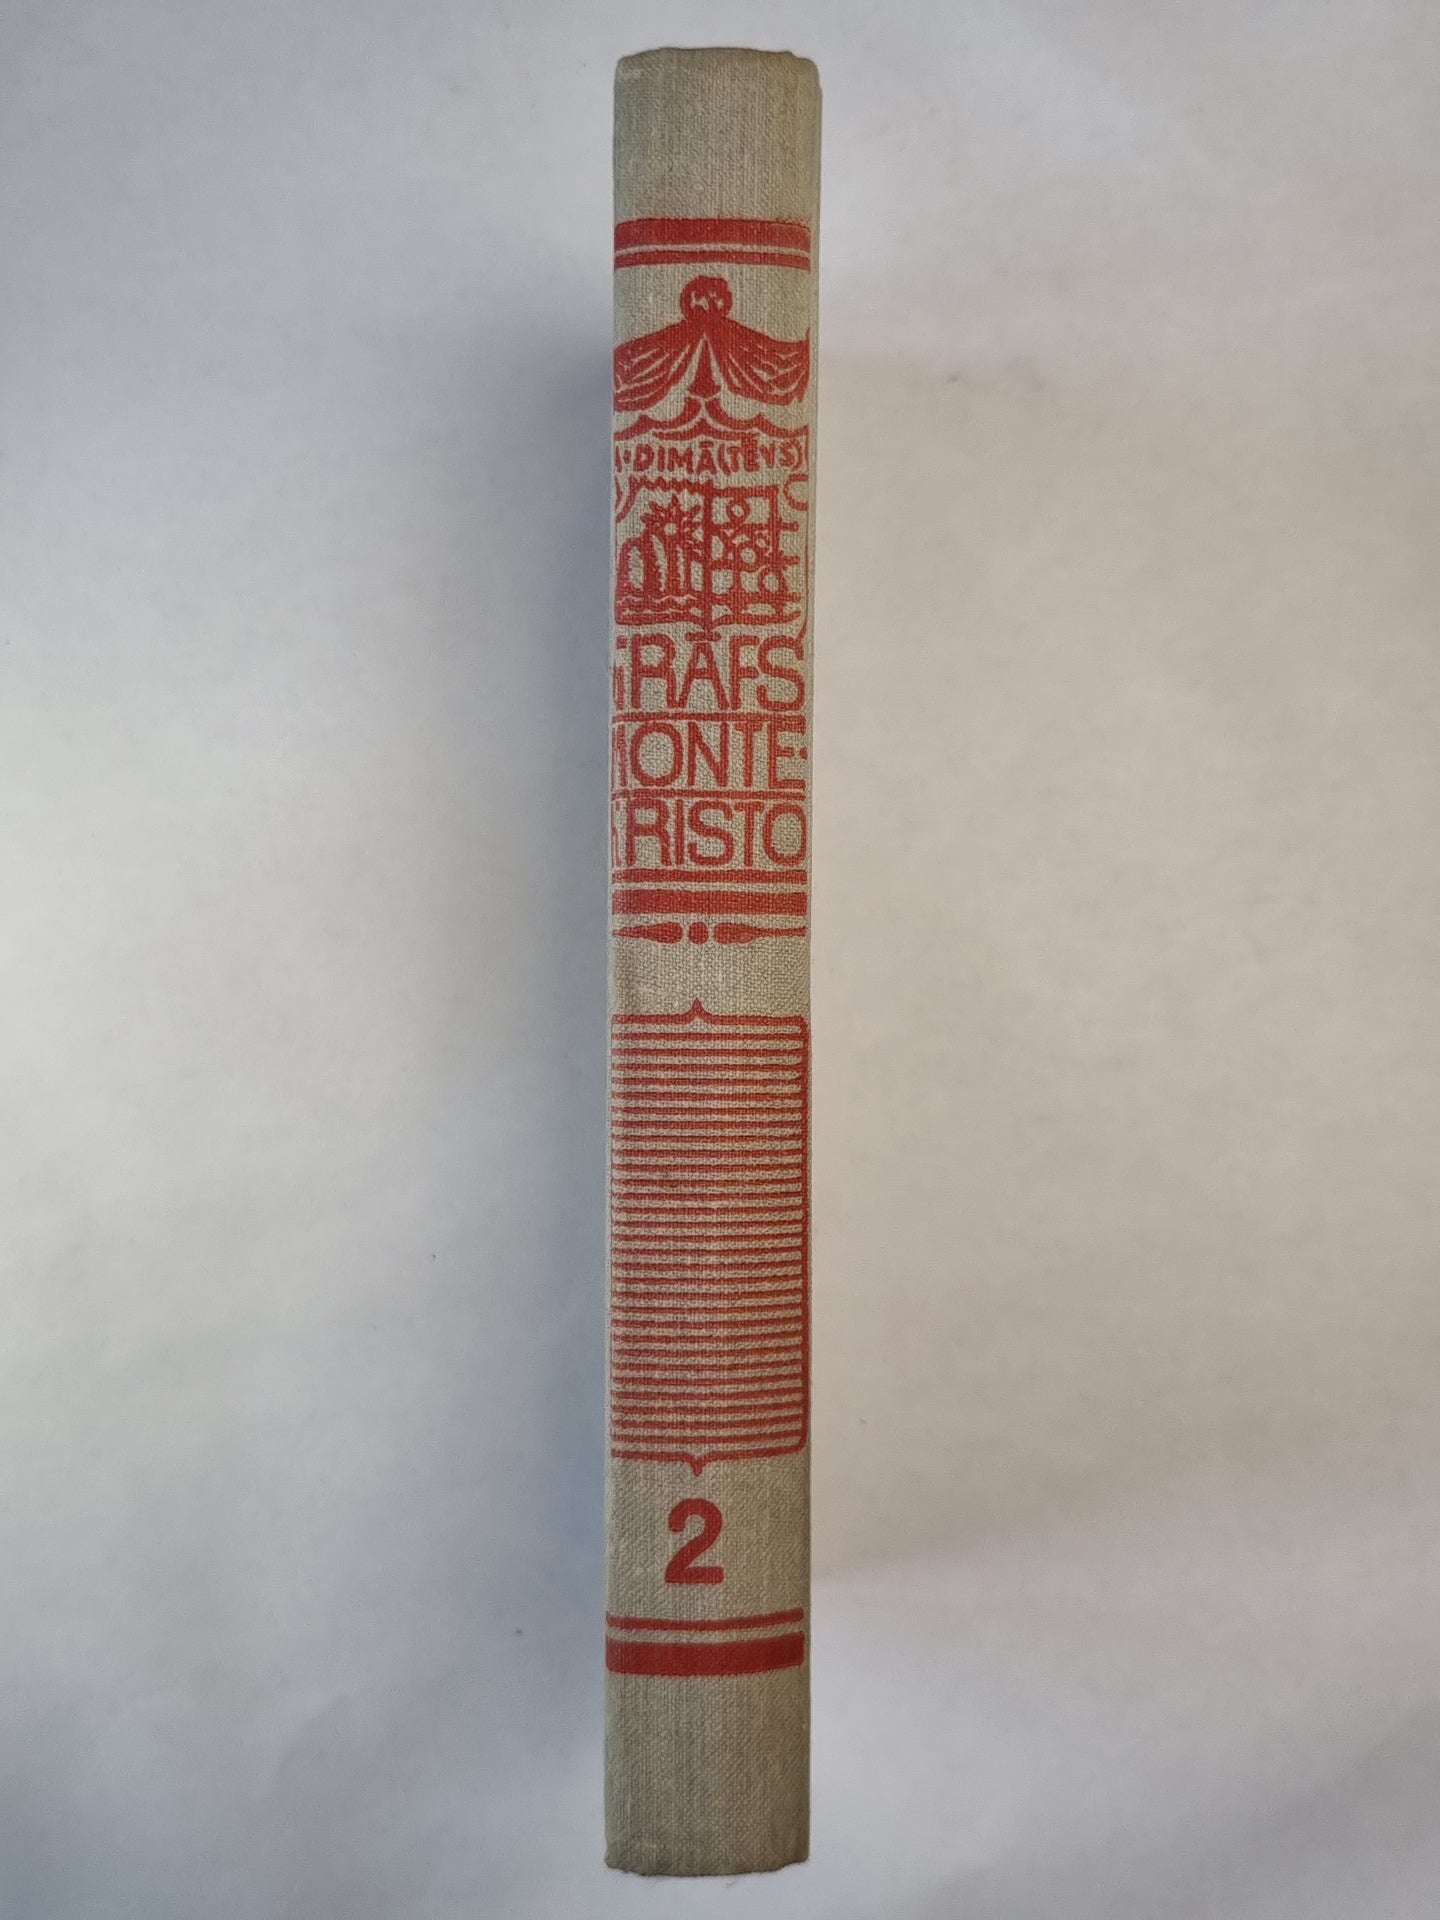 A·DIMĀ(TĒVS)
GRĀFS
MONTE-
KRISTO
2